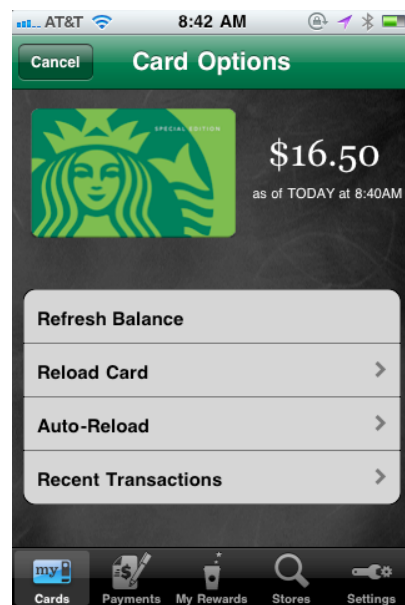 AT&T 8:42 AM
Cancel Card Options
SPECIAL EDITION
$16.50
as of TODAY at 8:40AM
Refresh Balance
Reload Card
Auto-Reload
Recent Transactions
my $
Cards Payments My Rewards Stores Settings